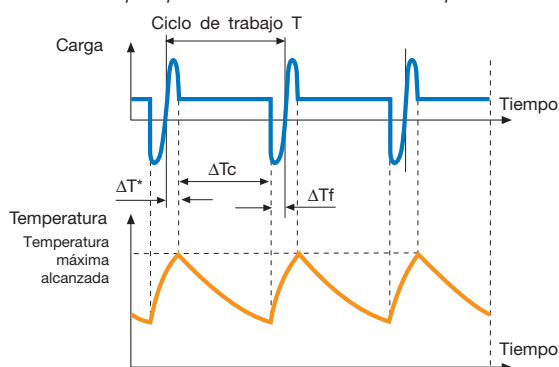 Ciclo de trabajo T
Carga
Tiempo
ΔTc
ΔT*
ΔTf
Temperatura
Temperatura
máxima
alcanzada
Tiempo